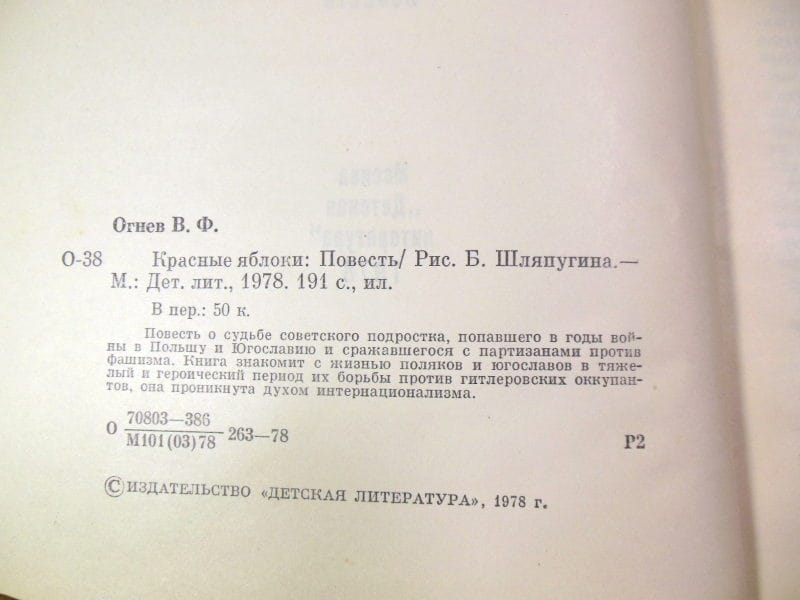 Огнев В. Ф.
О-38 Красные яблоки: Повесть/ Рис. Б. Шляпугина.—
М.: Дет. лит., 1978. 191 с., ил.
В пер.: 50 к.
Повесть о судьбе советского подростка, попавшего в годы вой-
ны в Польшу и Югославию и сражавшегося с партизанами против
фашизма. Книга знакомит с жизнью поляков и югославов в тяже-
лый и героический период их борьбы против гитлеровских оккупан-
тов, она проникнута духом интернационализма.
70803—386
О 263—78
М101(03)78
Р2
© ИЗДАТЕЛЬСТВО «ДЕТСКАЯ ЛИТЕРАТУРА», 1978 г.